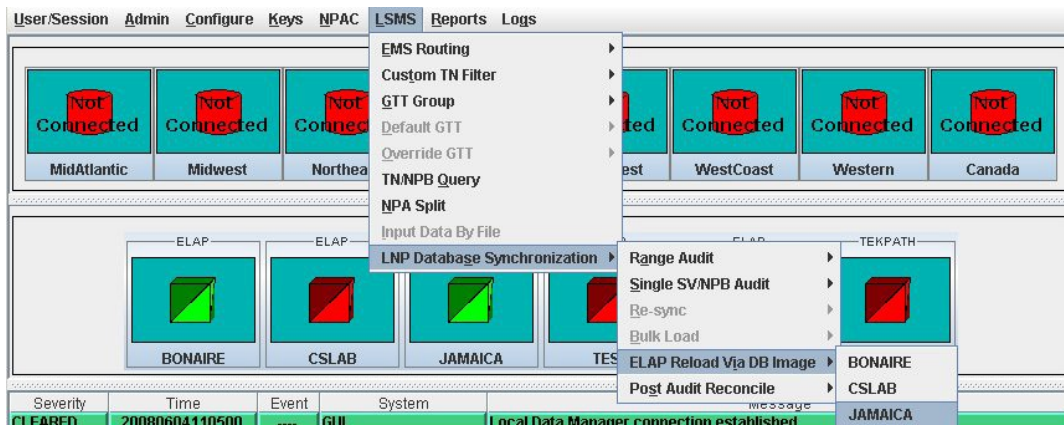 User/Session Admin Configure Keys NPAC LSMS Reports Logs
EMS Routing
Custom TN Filter
GTT Group
Default GTT
Override GTT
TN/NPB Query
NPA Split
Input Data By File
LNP Database Synchronization
Not Connected
Not Connected
Not
Not Connected
Not Connected
Not Connected
MidAtlantic Midwest WestCoast Western Canada
ELAP ELAP TEKPATH
Range Audit
Single SV/NPB Audit
Re-sync
Bulk Load
ELAP Reload Via DB Image
Post Audit Reconcile
BONAIRE CSLAB JAMAICA
BONAIRE
CSLAB
JAMAICA
Severity Time Event System Message
CLEARED 20080604110500 ---- GUI Local Data Manager connection established